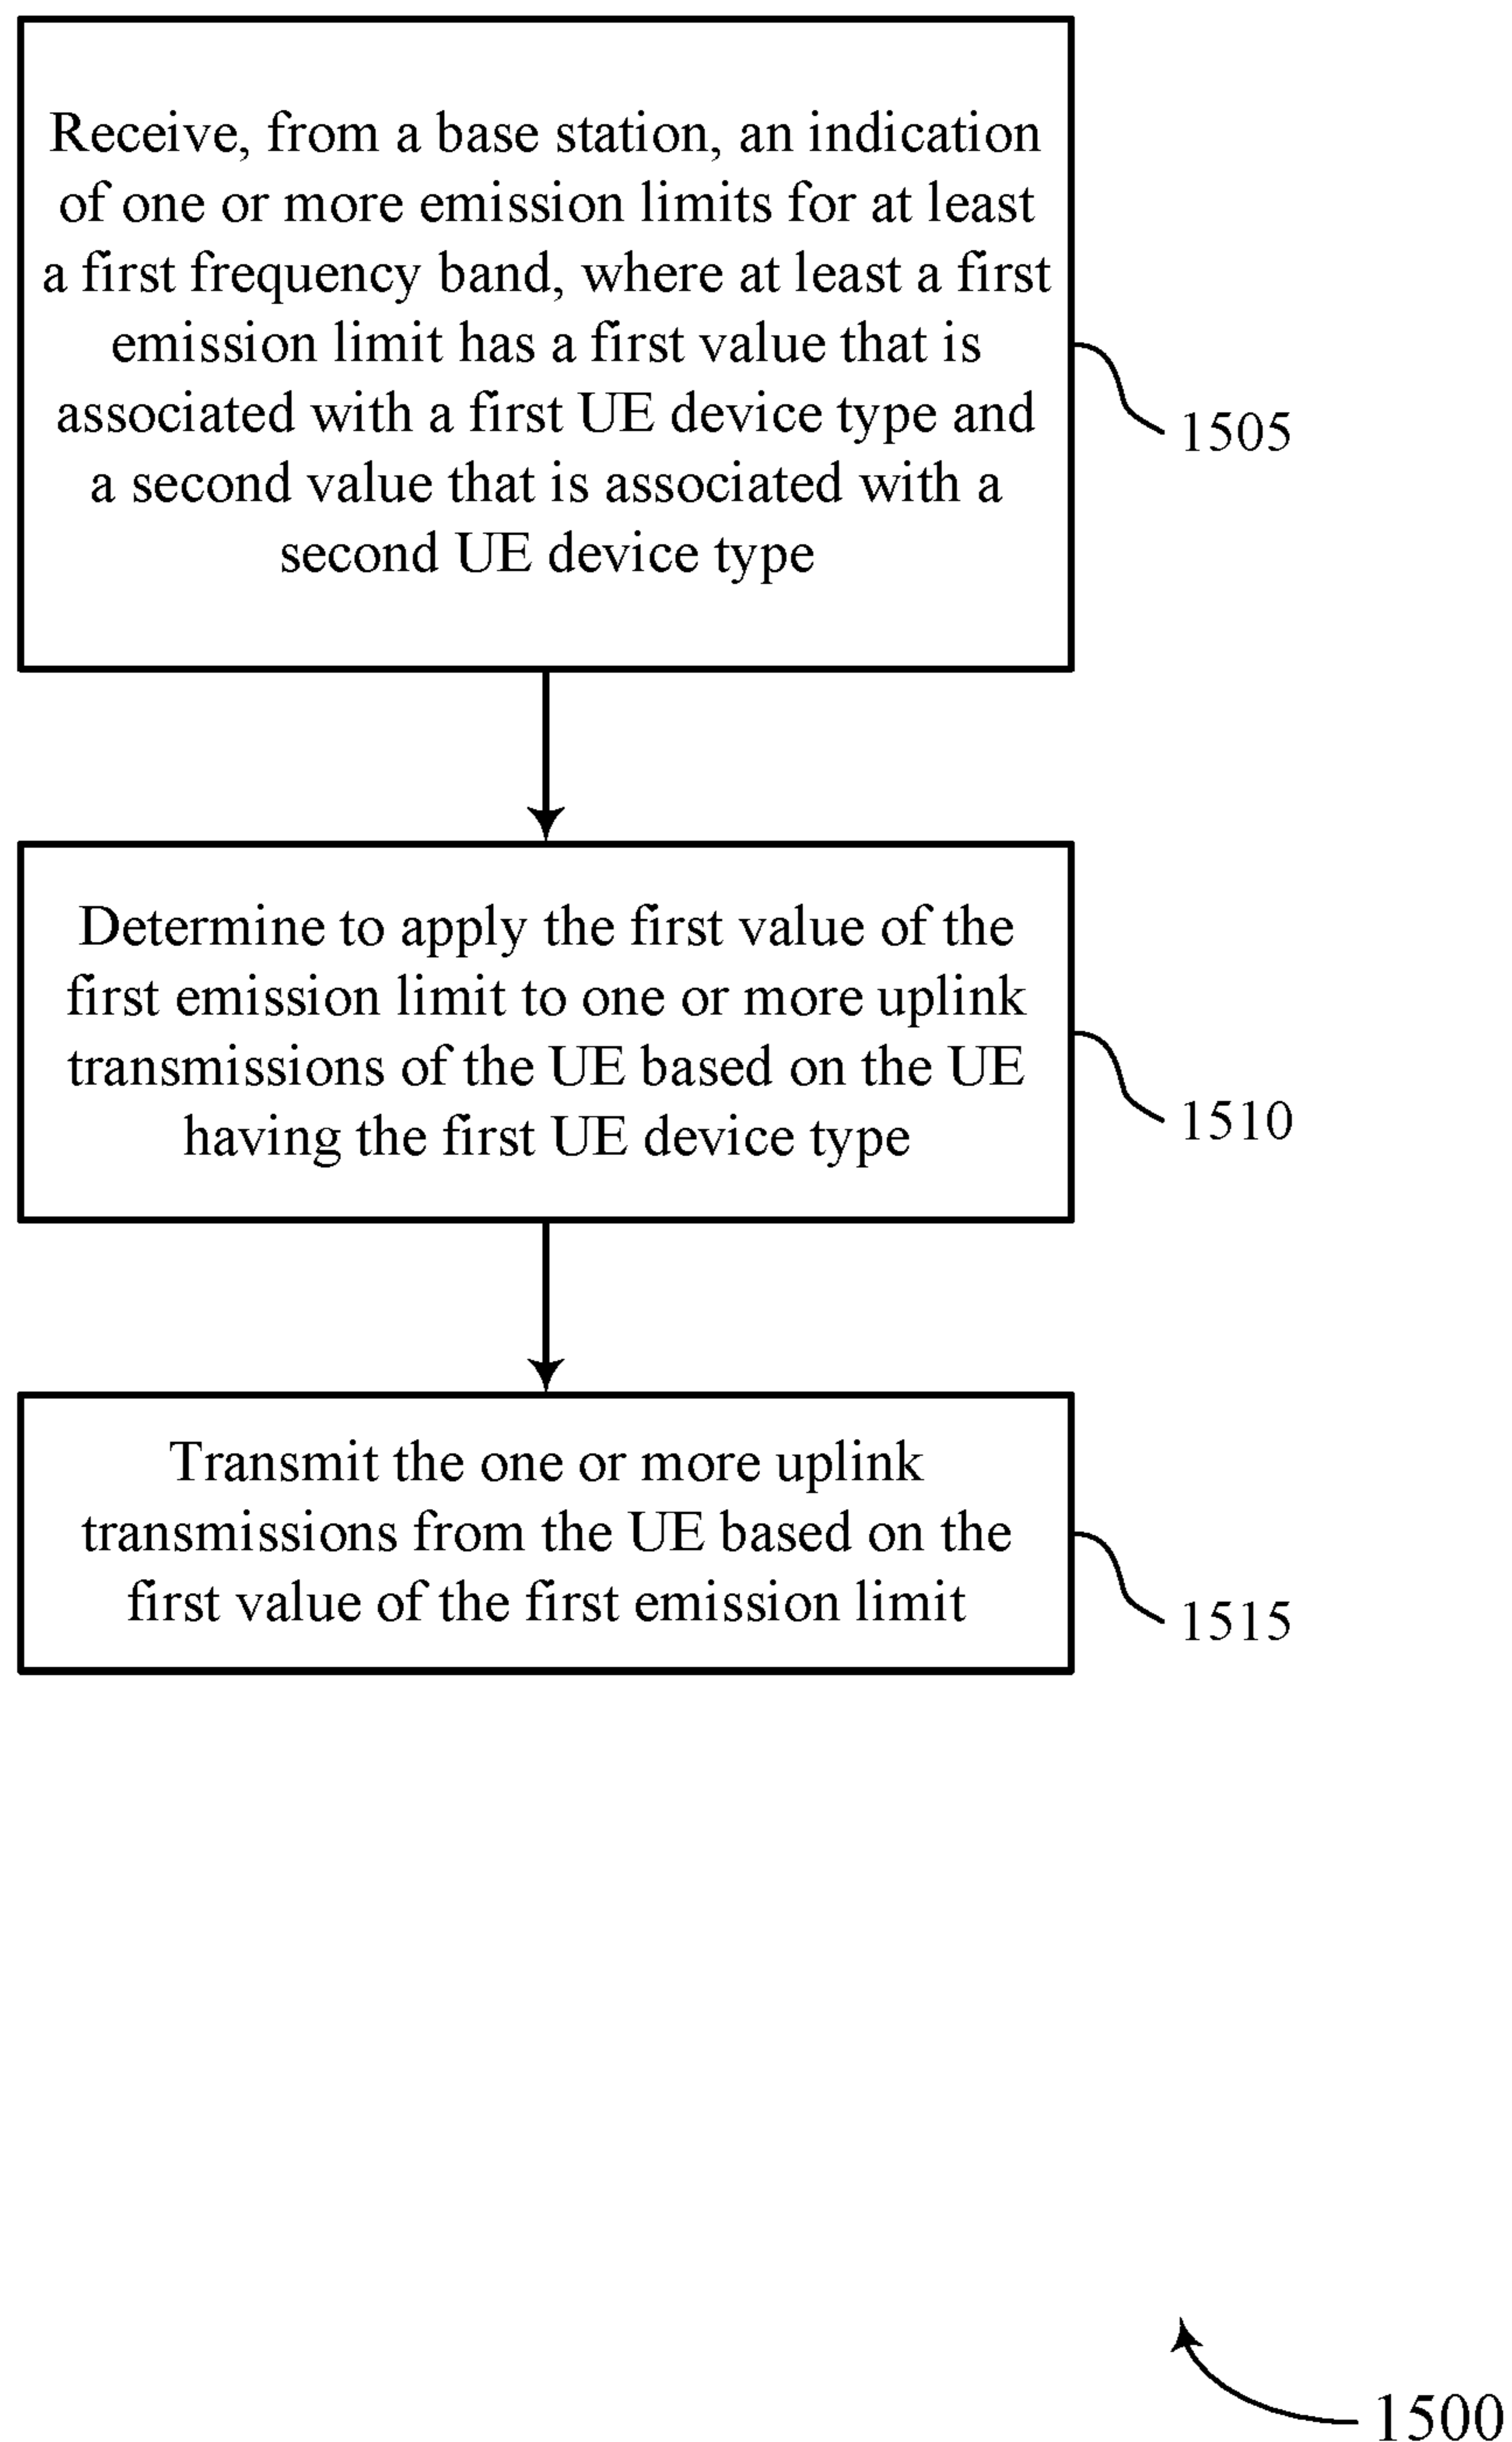 Receive, from a base station, an indication
of one or more emission limits for at least
a first frequency band, where at least a first
emission limit has a first value that is
associated with a first UE device type and
a second value that is associated with a
second UE device type
1505
Determine to apply the first value of the
first emission limit to one or more uplink
transmissions of the UE based on the UE
having the first UE device type
1510
Transmit the one or more uplink
transmissions from the UE based on the
first value of the first emission limit
1515
1500